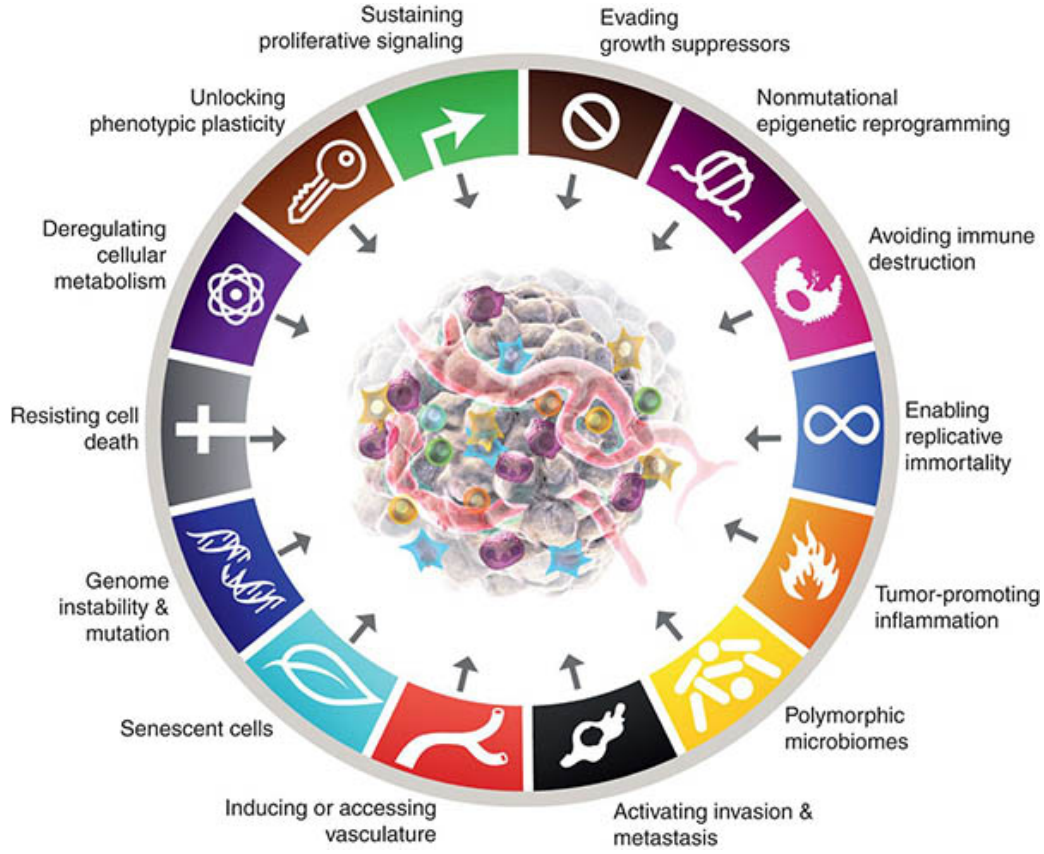 Sustaining
proliferative signaling
Evading
growth suppressors
Nonmutational
epigenetic reprogramming
Avoiding immune
destruction
Enabling
replicative
immortality
Tumor-promoting
inflammation
Polymorphic
microbiomes
Activating invasion &
metastasis
Inducing or accessing
vasculature
Senescent cells
Genome
instability &
mutation
Resisting cell
death
Deregulating
cellular
metabolism
Unlocking
phenotypic plasticity